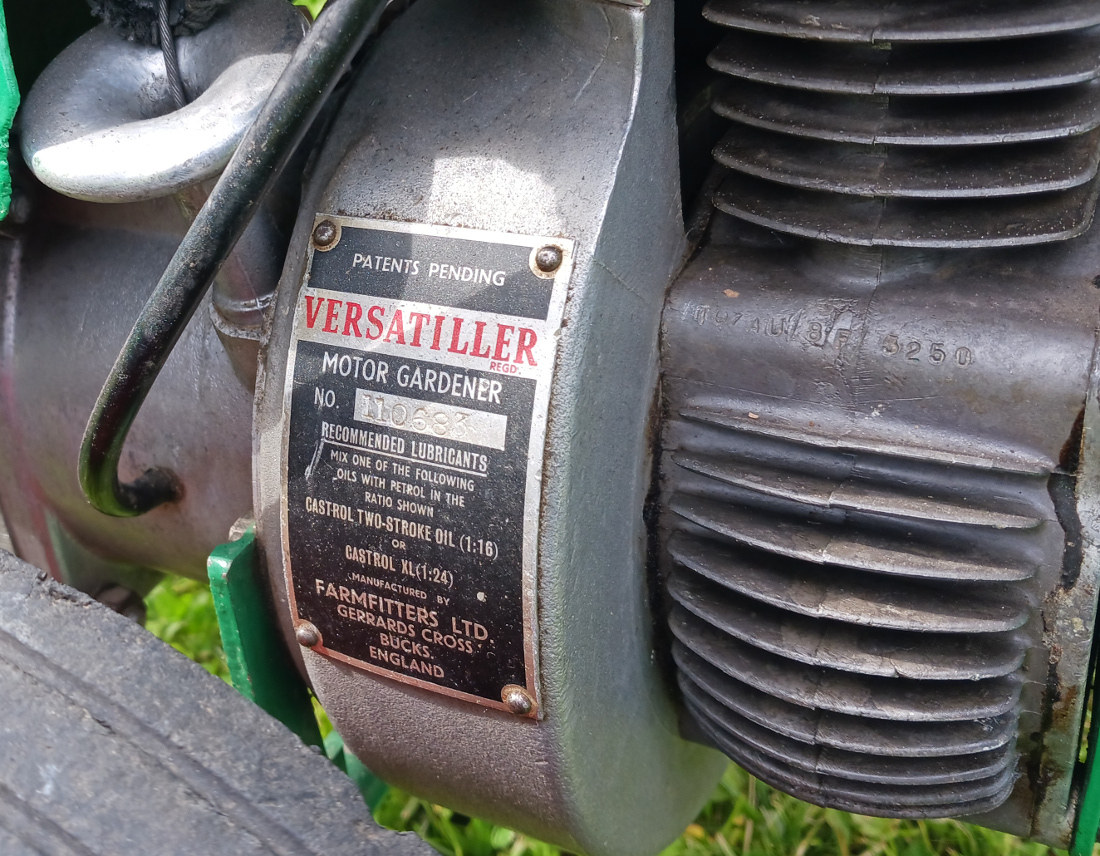 PATENTS PENDING
VERSATILLER
REGD.
MOTOR GARDENER
NO. 110683
RECOMMENDED LUBRICANTS
MIX ONE OF THE FOLLOWING
OILS WITH PETROL IN THE
RATIO SHOWN
CASTROL TWO-STROKE OIL (1:16)
OR
CASTROL XL (1:24)
MANUFACTURED BY
FARMFITTERS LTD.
GERRARDS CROSS
BUCKS.
ENGLAND
5250